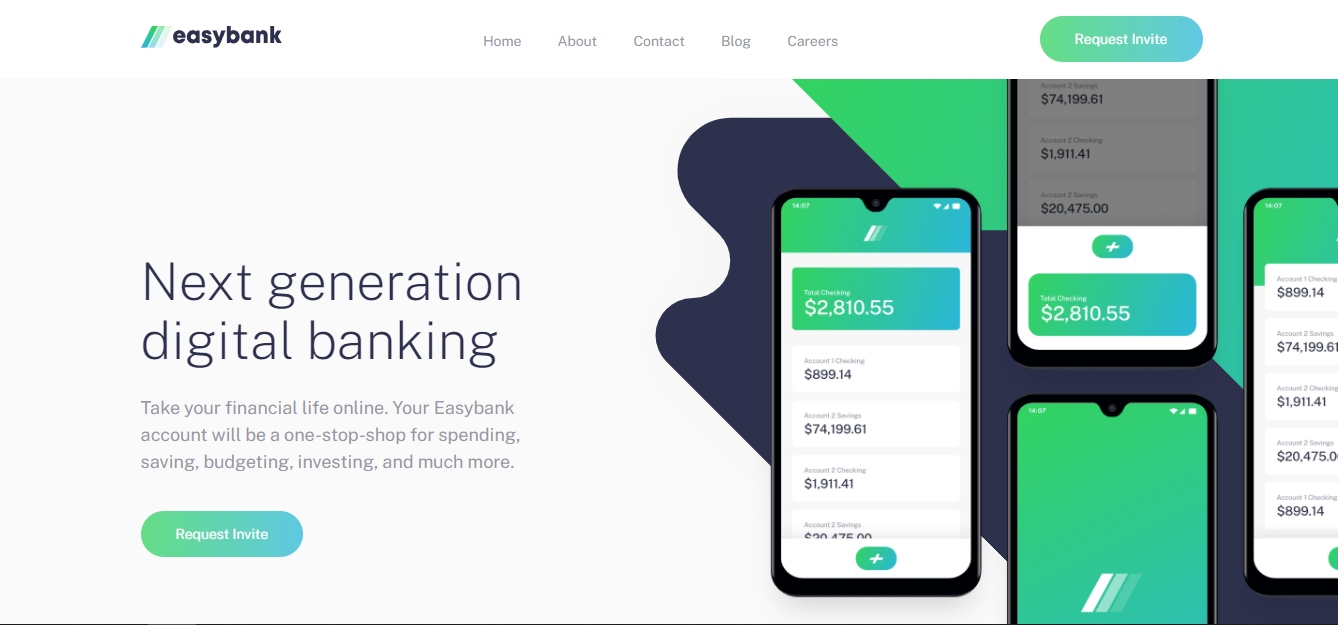 easybank
Home
About
Contact
Blog
Careers
Request Invite
Next generation
digital banking
Take your financial life online. Your Easybank
account will be a one-stop-shop for spending,
saving, budgeting, investing, and much more.
Request Invite
14:07
Total Checking
$2,810.55
Account 1 Checking
$899.14
Account 2 Savings
$74,199.61
Account 2 Checking
$1,911.41
Account 2 Savings
$20,475.00
Account 2 Savings
$74,199.61
Account 2 Checking
$1,911.41
Account 2 Savings
$20,475.00
Total Checking
$2,810.55
14:07
14:07
Account 1 Checking
$899.14
Account 2 Savings
$74,199.61
Account 2 Checking
$1,911.41
Account 2 Savings
$20,475.0
Account 1 Checking
$899.14